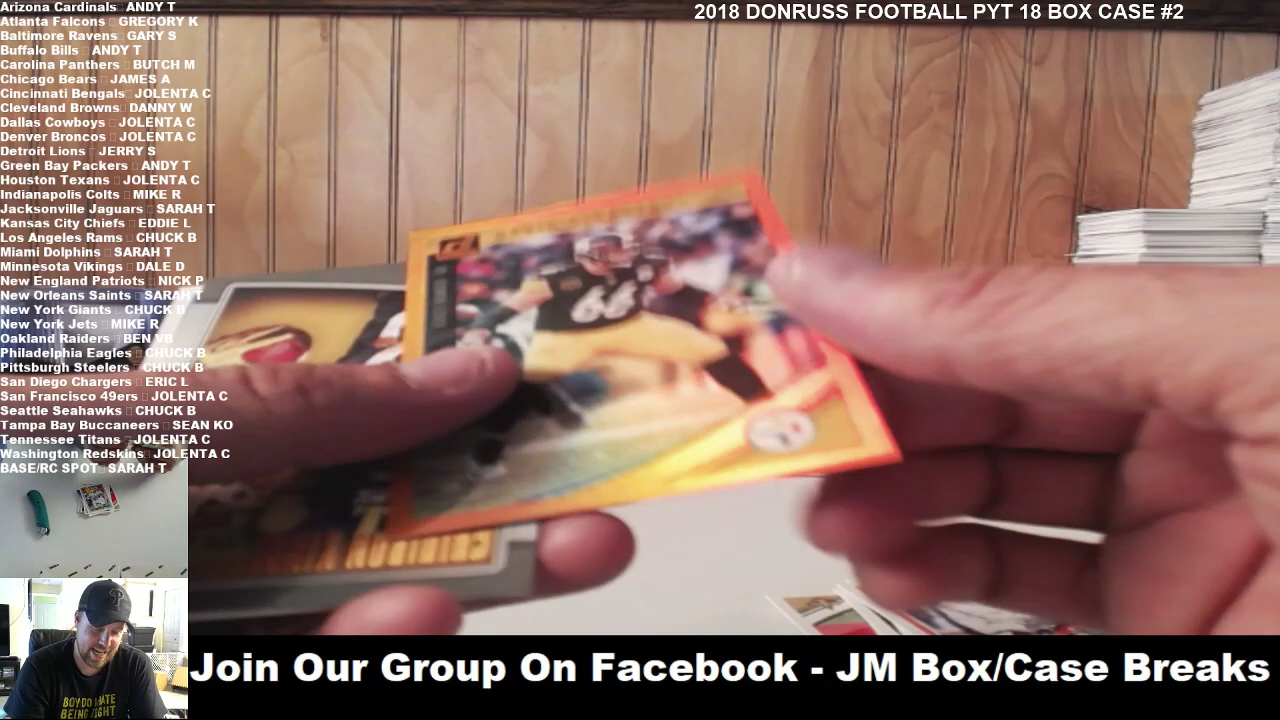 2018 DONRUSS FOOTBALL PYT 18 BOX CASE #2
Arizona Cardinals ANDY T
Atlanta Falcons GREGORY K
Baltimore Ravens GARY S
Buffalo Bills ANDY T
Carolina Panthers BUTCH M
Chicago Bears JAMES A
Cincinnati Bengals JOLENTA C
Cleveland Browns DANNY W
Dallas Cowboys JOLENTA C
Denver Broncos JOLENTA C
Detroit Lions JERRY S
Green Bay Packers ANDY T
Houston Texans JOLENTA C
Indianapolis Colts MIKE R
Jacksonville Jaguars SARAH T
Kansas City Chiefs EDDIE L
Los Angeles Rams CHUCK B
Miami Dolphins SARAH T
Minnesota Vikings DALE D
New England Patriots NICK P
New Orleans Saints SARAH T
New York Giants CHUCK B
New York Jets MIKE R
Oakland Raiders BEN VB
Philadelphia Eagles CHUCK B
Pittsburgh Steelers CHUCK B
San Diego Chargers ERIC L
San Francisco 49ers JOLENTA C
Seattle Seahawks CHUCK B
Tampa Bay Buccaneers SEAN KO
Tennessee Titans JOLENTA C
Washington Redskins JOLENTA C
BASE/RC SPOT SARAH T
66
Join Our Group On Facebook - JM Box/Case Breaks